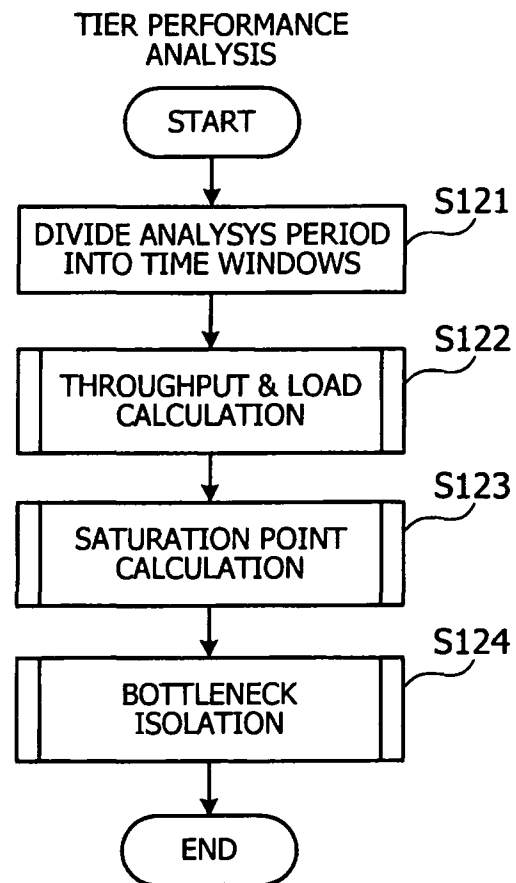 TIER PERFORMANCE
ANALYSIS
START
S121
DIVIDE ANALYSYS PERIOD
INTO TIME WINDOWS
S122
THROUGHPUT & LOAD
CALCULATION
S123
SATURATION POINT
CALCULATION
S124
BOTTLENECK
ISOLATION
END